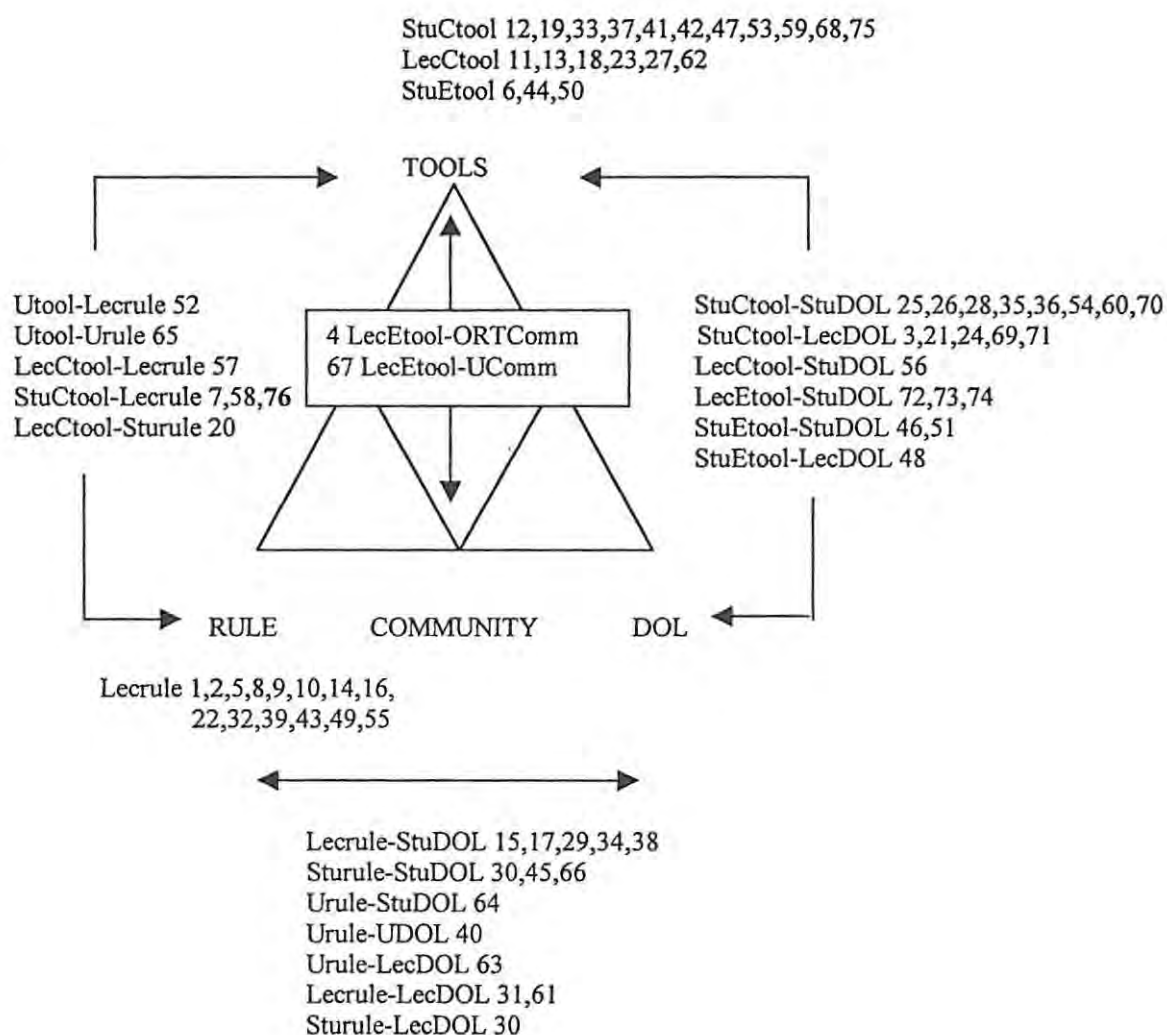 StuCtool 12,19,33,37,41,42,47,53,59,68,75
LecCtool 11,13,18,23,27,62
StuEtool 6,44,50
TOOLS
Utool-Lecrule 52
Utool-Urule 65
LecCtool-Lecrule 57
StuCtool-Lecrule 7,58,76
LecCtool-Sturule 20
4 LecEtool-ORTComm
67 LecEtool-UComm
StuCtool-StuDOL 25,26,28,35,36,54,60,70
StuCtool-LecDOL 3,21,24,69,71
LecCtool-StuDOL 56
LecEtool-StuDOL 72,73,74
StuEtool-StuDOL 46,51
StuEtool-LecDOL 48
RULE COMMUNITY DOL
Lecrule 1,2,5,8,9,10,14,16,
22,32,39,43,49,55
Lecrule-StuDOL 15,17,29,34,38
Sturule-StuDOL 30,45,66
Urule-StuDOL 64
Urule-UDOL 40
Urule-LecDOL 63
Lecrule-LecDOL 31,61
Sturule-LecDOL 30